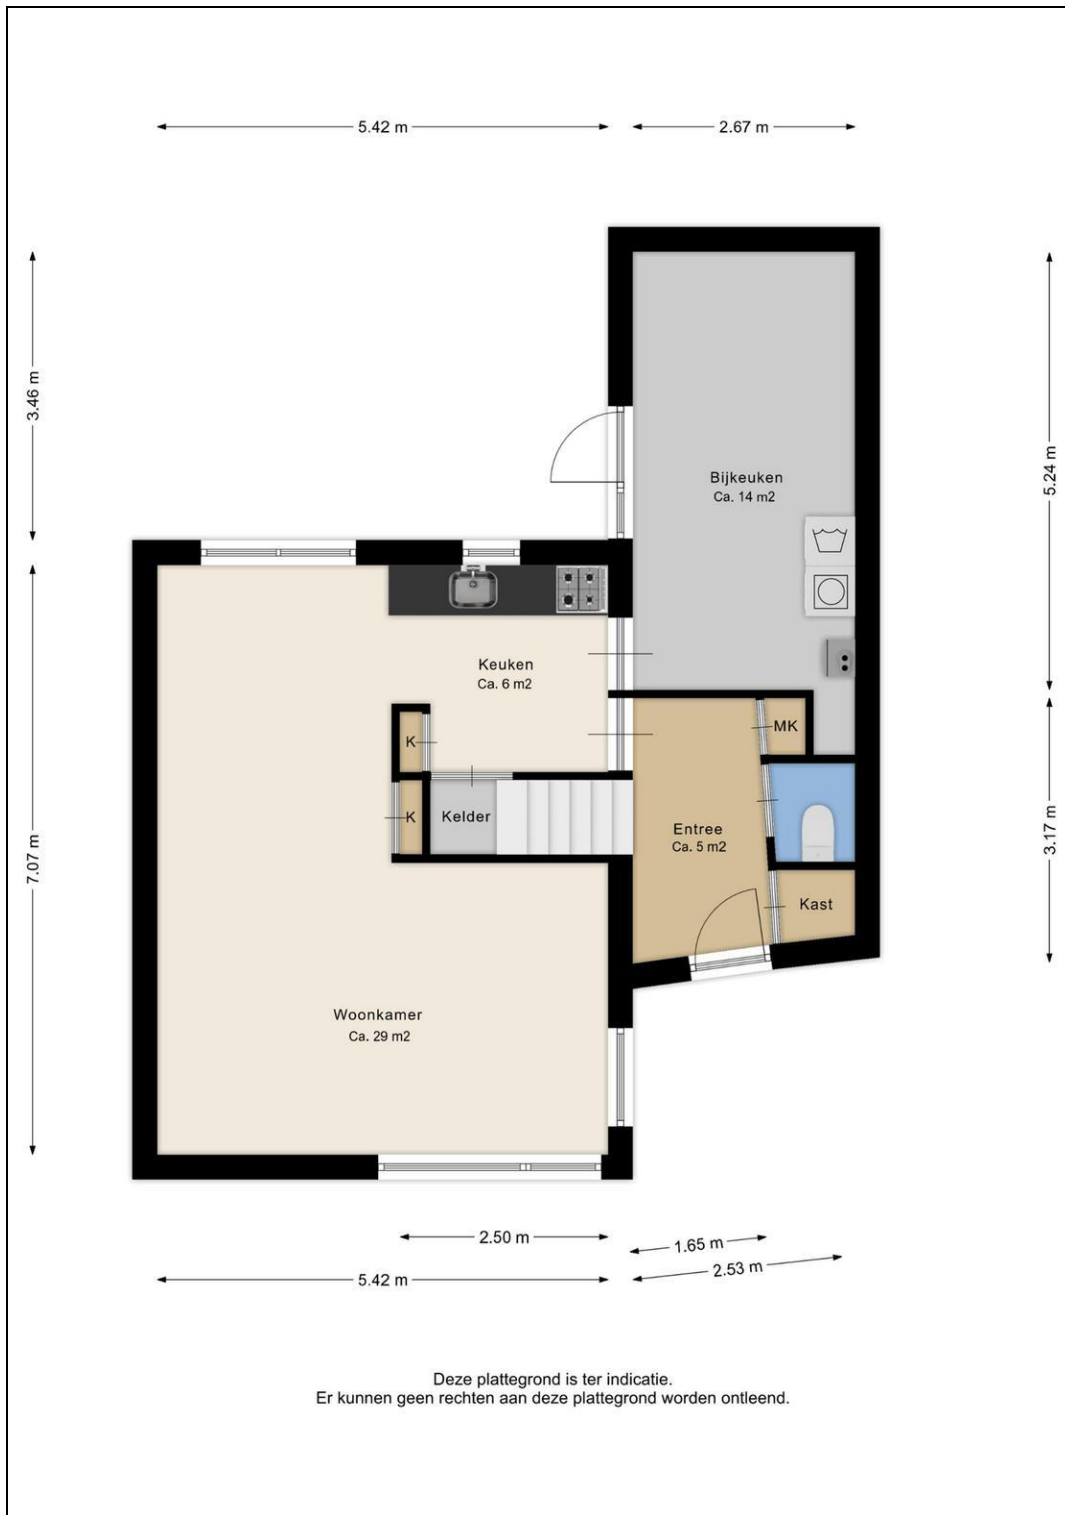 5.42 m
2.67 m
3.46 m
5.24 m
Bijkeuken
Ca. 14 m2
Keuken
Ca. 6 m2
K
MK
K
Kelder
Entree
Ca. 5 m2
7.07 m
3.17 m
Kast
Woonkamer
Ca. 29 m2
2.50 m
1.65 m
5.42 m
2.53 m
Deze plattegrond is ter indicatie.
Er kunnen geen rechten aan deze plattegrond worden ontleend.